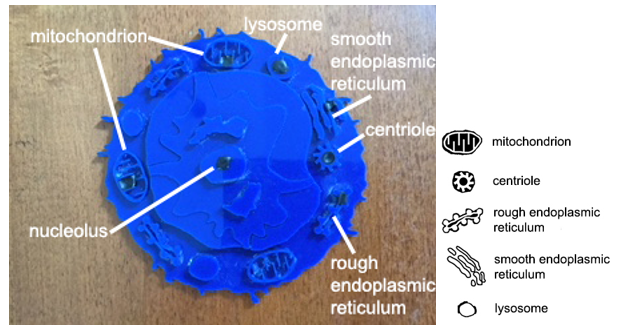 mitochondrion
lysosome
smooth
endoplasmic
reticulum
centriole
nucleolus
rough
endoplasmic
reticulum
mitochondrion
centriole
rough endoplasmic
reticulum
smooth endoplasmic
reticulum
lysosome